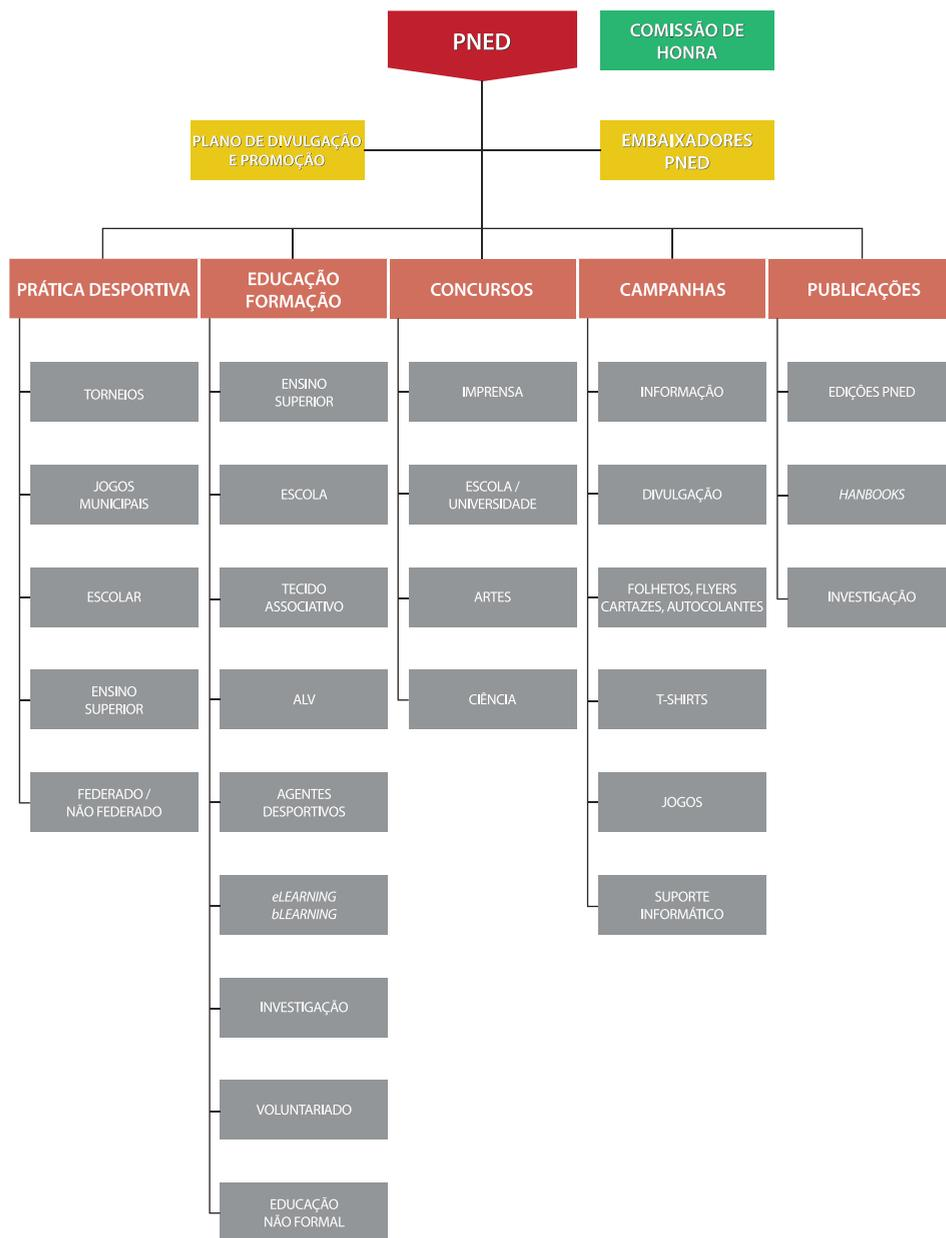 PNED
COMISSÃO DE
HONRA
PLANO DE DIVULGAÇÃO
E PROMOÇÃO
EMBAIXADORES
PNED
PRÁTICA DESPORTIVA
EDUCAÇÃO
FORMAÇÃO
CONCURSOS
CAMPANHAS
PUBLICAÇÕES
TORNEIOS
JOGOS
MUNICIPAIS
ESCOLAR
ENSINO
SUPERIOR
FEDERADO /
NÃO FEDERADO
ENSINO
SUPERIOR
ESCOLA
TECIDO
ASSOCIATIVO
ALV
AGENTES
DESPORTIVOS
eLEARNING
bLEARNING
INVESTIGAÇÃO
VOLUNTARIADO
EDUCAÇÃO
NÃO FORMAL
IMPRENSA
ESCOLA /
UNIVERSIDADE
ARTES
CIÊNCIA
INFORMAÇÃO
DIVULGAÇÃO
FOLHETOS, FLYERS
CARTAZES, AUTOCOLANTES
T-SHIRTS
JOGOS
SUPORTE
INFORMÁTICO
EDIÇÕES PNED
HANBOOKS
INVESTIGAÇÃO